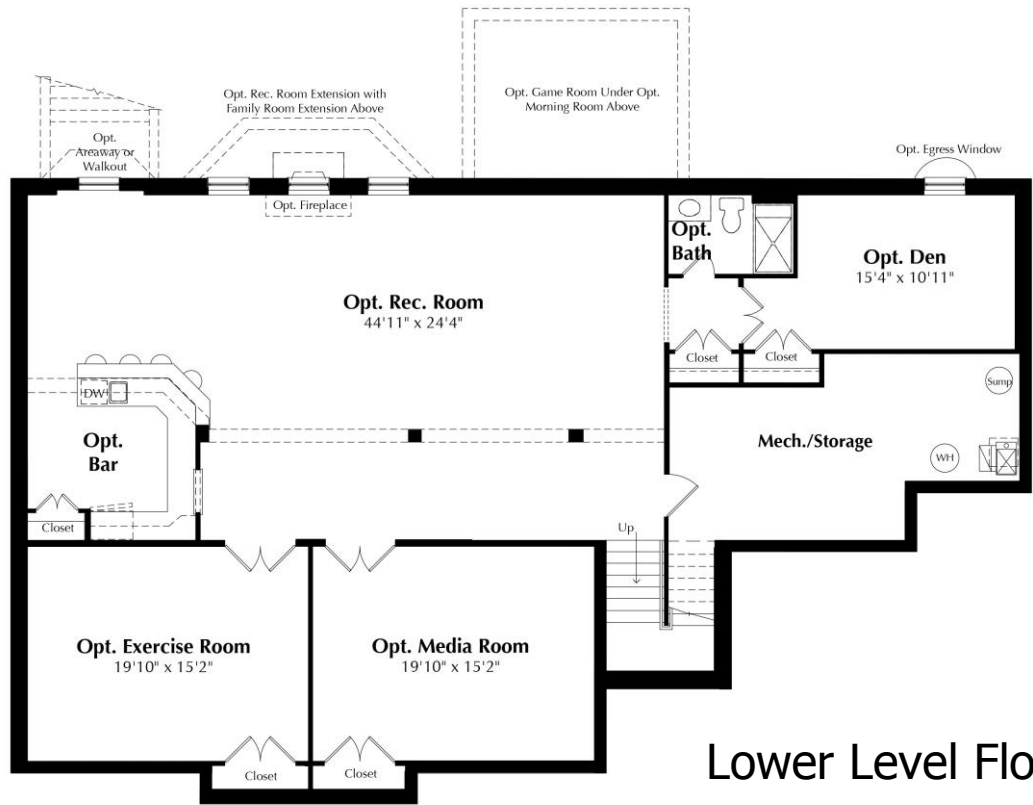 Opt. Rec. Room Extension with
Family Room Extension Above
Opt. Game Room Under Opt.
Morning Room Above
Opt.
Areaway or
Walkout
Opt. Egress Window
Opt. Fireplace
Opt.
Bath
Opt. Den
15'4" x 10'11"
Opt. Rec. Room
44'11" x 24'4"
Closet
Closet
DW
Sump
Opt.
Bar
Mech./Storage
WH
Closet
Up
Opt. Exercise Room
19'10" x 15'2"
Opt. Media Room
19'10" x 15'2"
Closet
Closet
Lower Level Flo